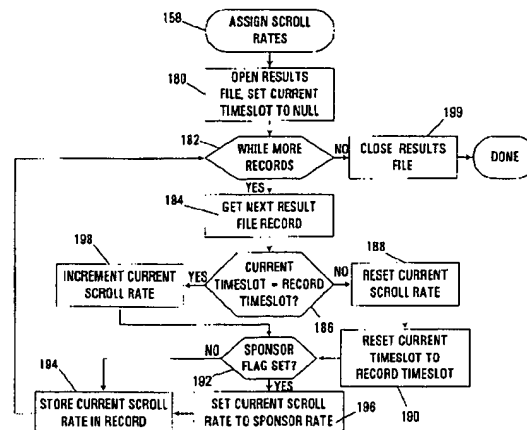 158
ASSIGN SCROLL
RATES
180
OPEN RESULTS
FILE, SET CURRENT
TIMESLOT TO NULL
182
WHILE MORE
RECORDS
NO
199
CLOSE RESULTS
FILE
DONE
YES
184
GET NEXT RESULT
FILE RECORD
198
INCREMENT CURRENT
SCROLL RATE
YES
CURRENT
TIMESLOT = RECORD
TIMESLOT?
186
NO
188
RESET CURRENT
SCROLL RATE
RESET CURRENT
TIMESLOT TO
RECORD TIMESLOT
190
NO
SPONSOR
FLAG SET?
192
YES
194
STORE CURRENT SCROLL
RATE IN RECORD
SET CURRENT SCROLL
RATE TO SPONSOR RATE
196